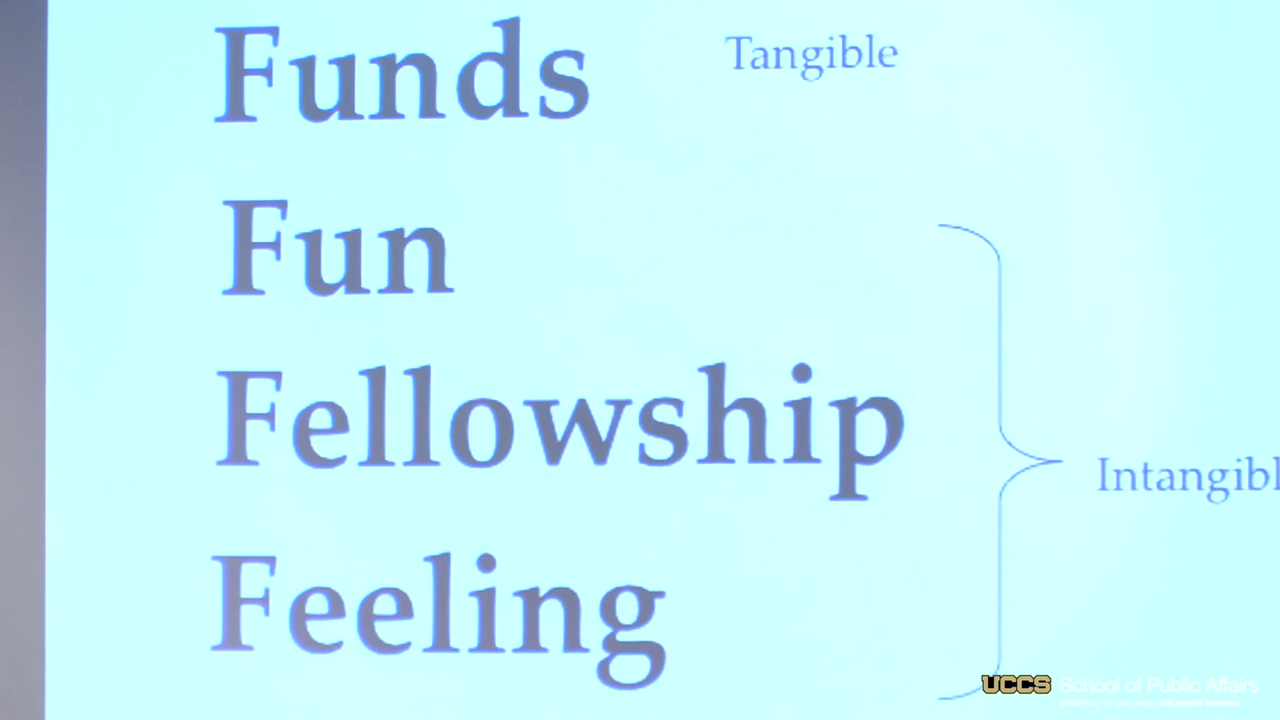 Funds
Tangible
Fun
Fellowship
Intangibl
Feeling
UCCS School of Public Affairs